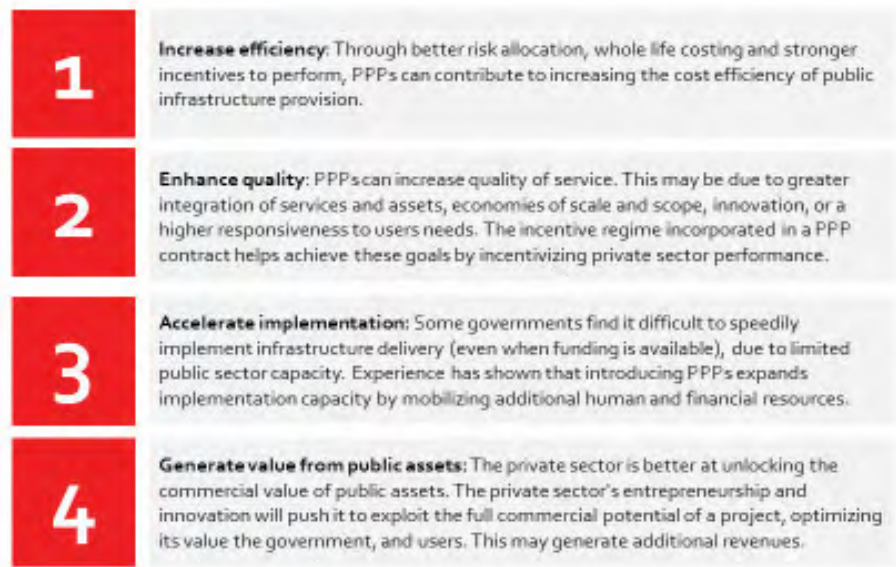 1
Increase efficiency: Through better risk allocation, whole life costing and stronger
incentives to perform, PPPs can contribute to increasing the cost efficiency of public
infrastructure provision.
2
Enhance quality: PPPs can increase quality of service. This may be due to greater
integration of services and assets, economies of scale and scope, innovation, or a
higher responsiveness to users needs. The incentive regime incorporated in a PPP
contract helps achieve these goals by incentivizing private sector performance.
3
Accelerate implementation: Some governments find it difficult to speedily
implement infrastructure delivery (even when funding is available), due to limited
public sector capacity. Experience has shown that introducing PPPs expands
implementation capacity by mobilizing additional human and financial resources.
4
Generate value from public assets: The private sector is better at unlocking the
commercial value of public assets. The private sector's entrepreneurship and
innovation will push it to exploit the full commercial potential of a project, optimizing
its value the government, and users. This may generate additional revenues.